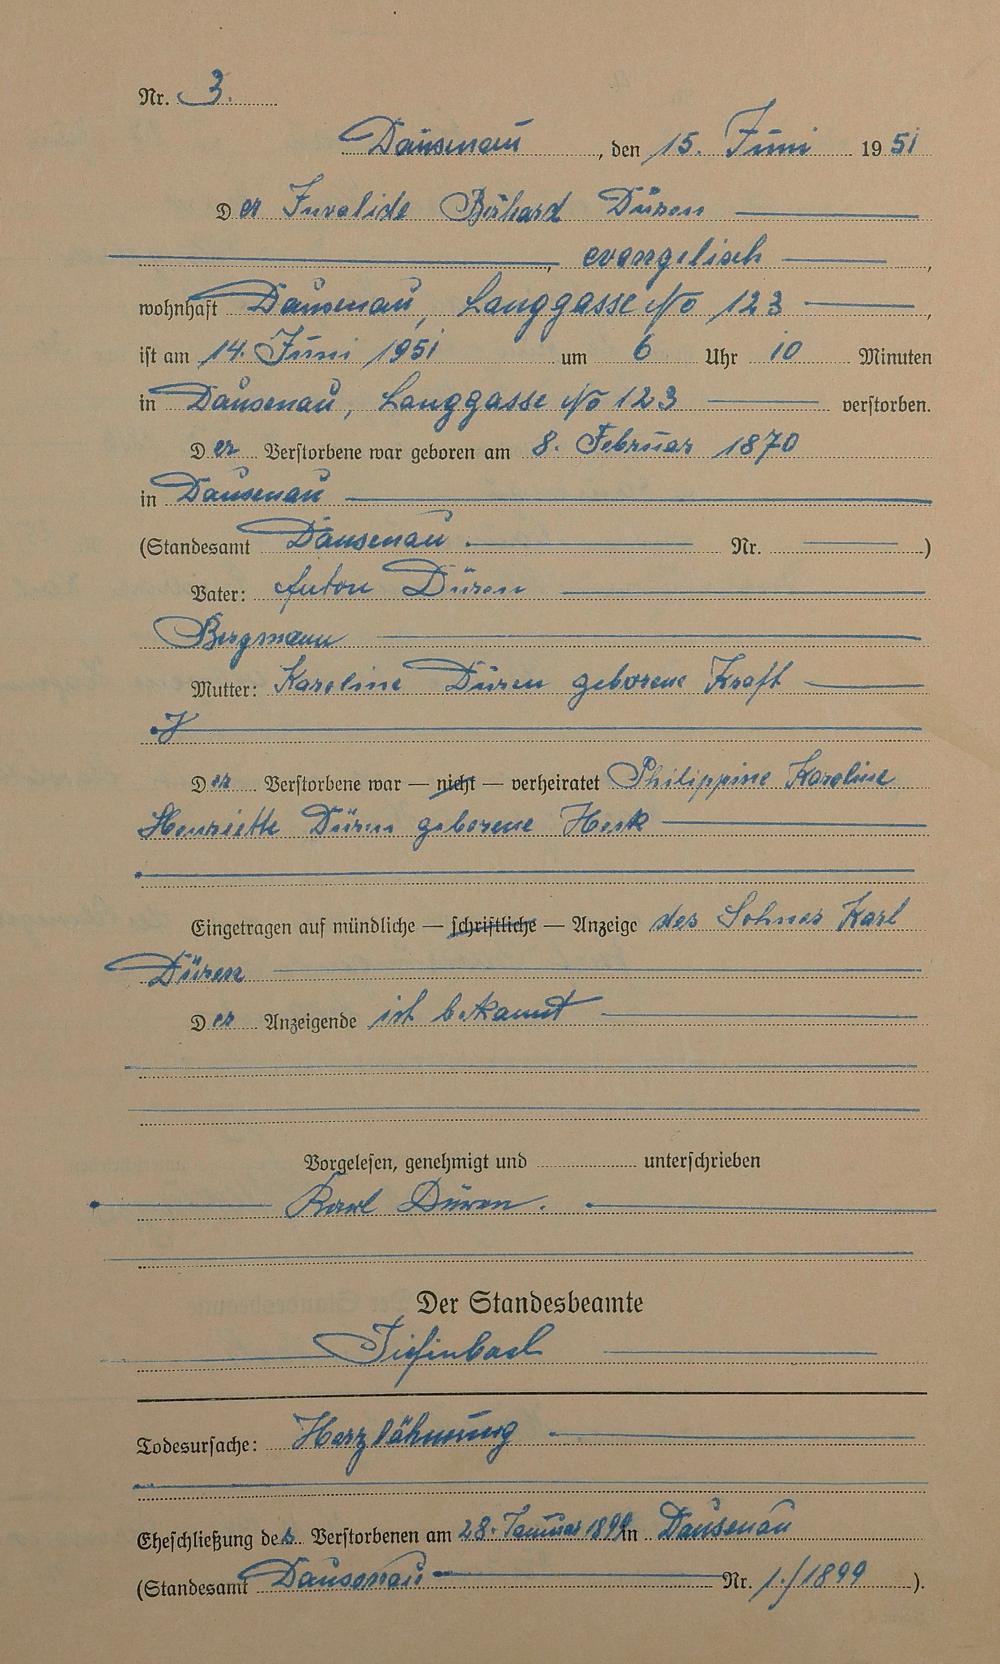 Nr. 3.
Dausenau, den 15. Juni 1951
Der Invalide Dúren
evangelisch,
wohnhaft Dausenau, Langgasse No 123,
ist am 14. Juni 1951 um 6 Uhr 10 Minuten
in Dausenau, Langgasse No 123 verstorben.
Der Verstorbene war geboren am 8. Februar 1870
in Dausenau
(Standesamt Dausenau. Nr. )
Vater: Anton Düren
Bergmann
Mutter: Karoline Düren geborene Kraft
Der Verstorbene war — nicht — verheiratet Philippine Karoline
Henriette Düren geborene
Eingetragen auf mündliche — schriftliche — Anzeige des Sohnes Karl
Düren
Der Anzeigende ist bekannt
Vorgelesen, genehmigt und unterschrieben
Karl Düren.
Der Standesbeamte
Tiefenbach
Todesursache: Herzlähmung
Eheschließung des Verstorbenen am 28. Januar 1899 in Dausenau
(Standesamt Dausenau Nr. 1./1899 ).